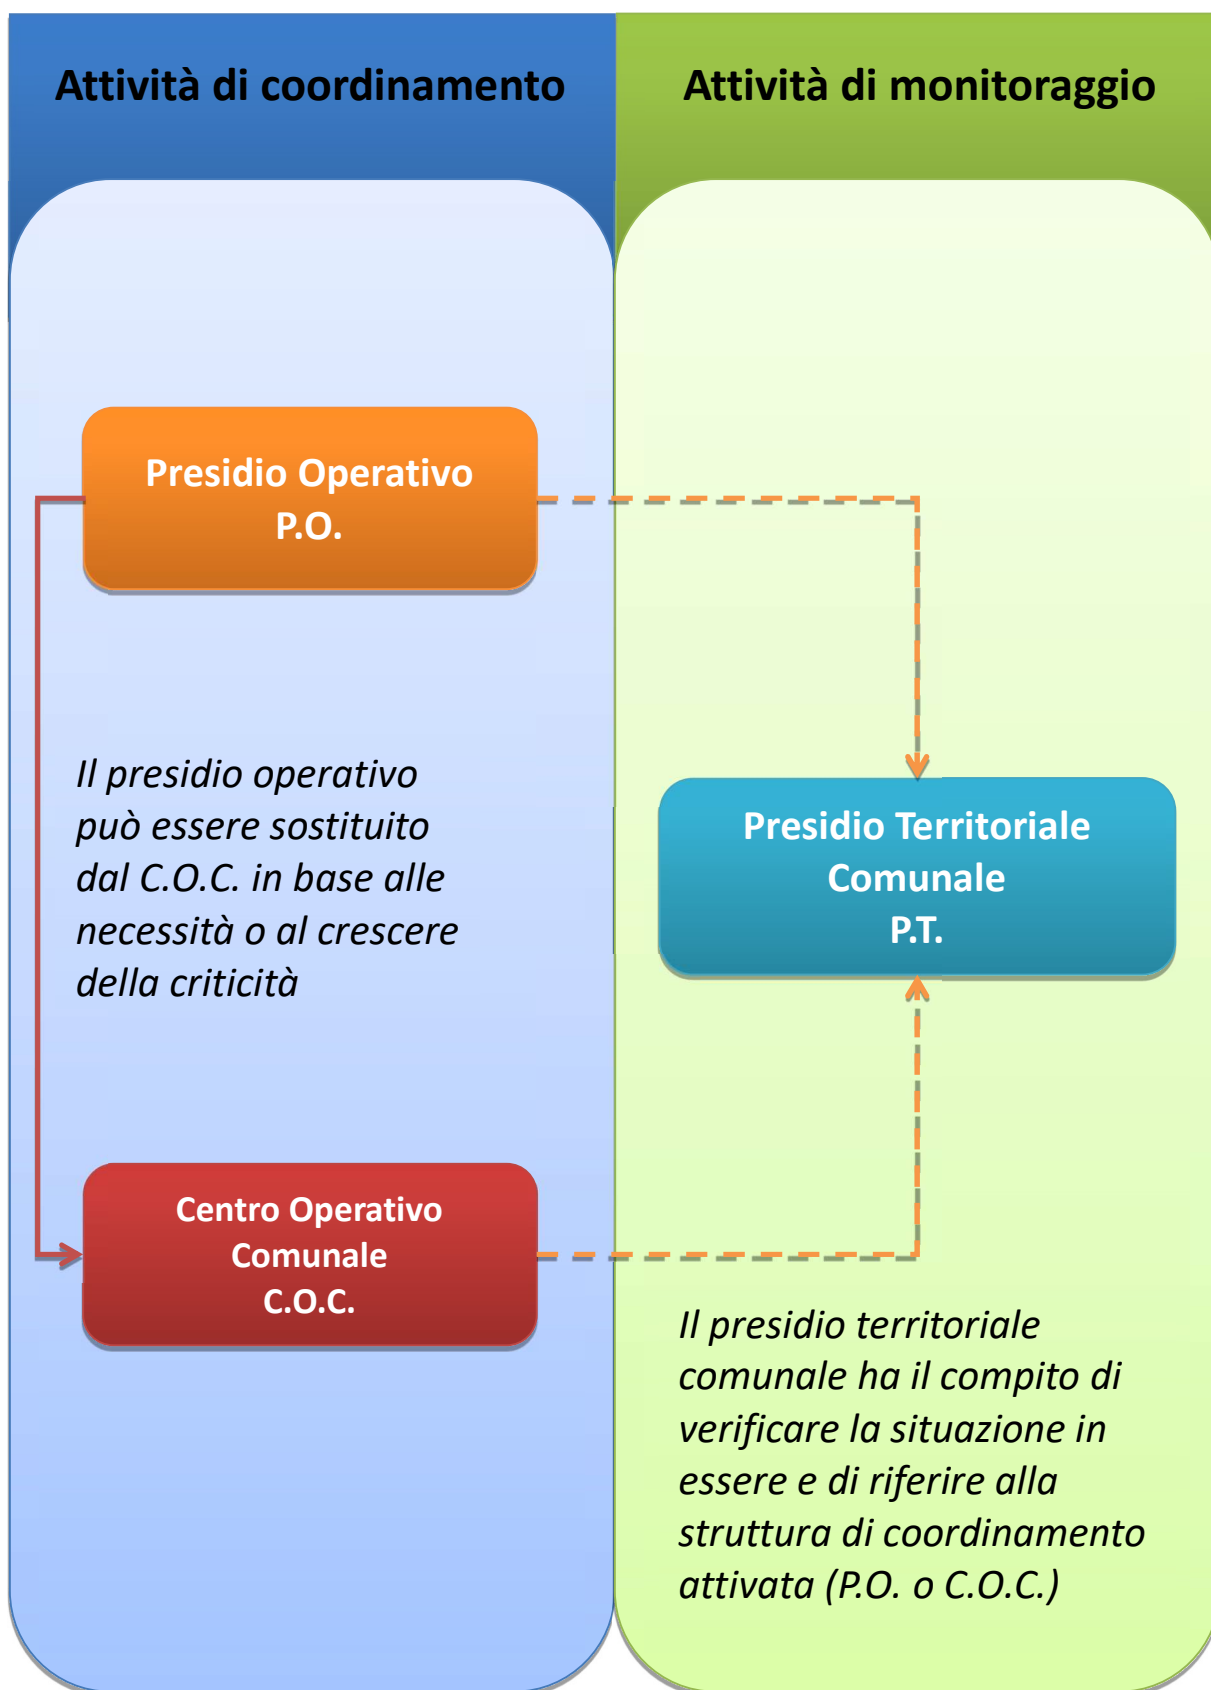 Attività di coordinamento
Attività di monitoraggio
Presidio Operativo
P.O.
Il presidio operativo
può essere sostituito
dal C.O.C. in base alle
necessità o al crescere
della criticità
Presidio Territoriale
Comunale
P.T.
Centro Operativo
Comunale
C.O.C.
Il presidio territoriale
comunale ha il compito di
verificare la situazione in
essere e di riferire alla
struttura di coordinamento
attivata (P.O. o C.O.C.)